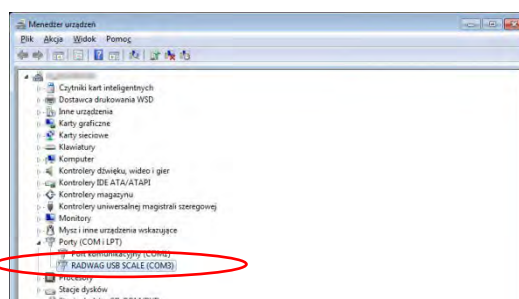 Menedżer urządzeń
Plik Akcja Widok Pomoc
Czytniki kart inteligentnych
Dostawca drukowania WSD
Inne urządzenia
Karty graficzne
Karty sieciowe
Klawiatury
Komputer
Kontrolery dźwięku, wideo i gier
Kontrolery IDE ATA/ATAPI
Kontrolery magazynu
Kontrolery uniwersalnej magistrali szeregowej
Monitory
Mysz i inne urządzenia wskazujące
Porty (COM i LPT)
Port komunikacyjny
RADWAG USB SCALE (COM3)
Procesory
Stacje dysków